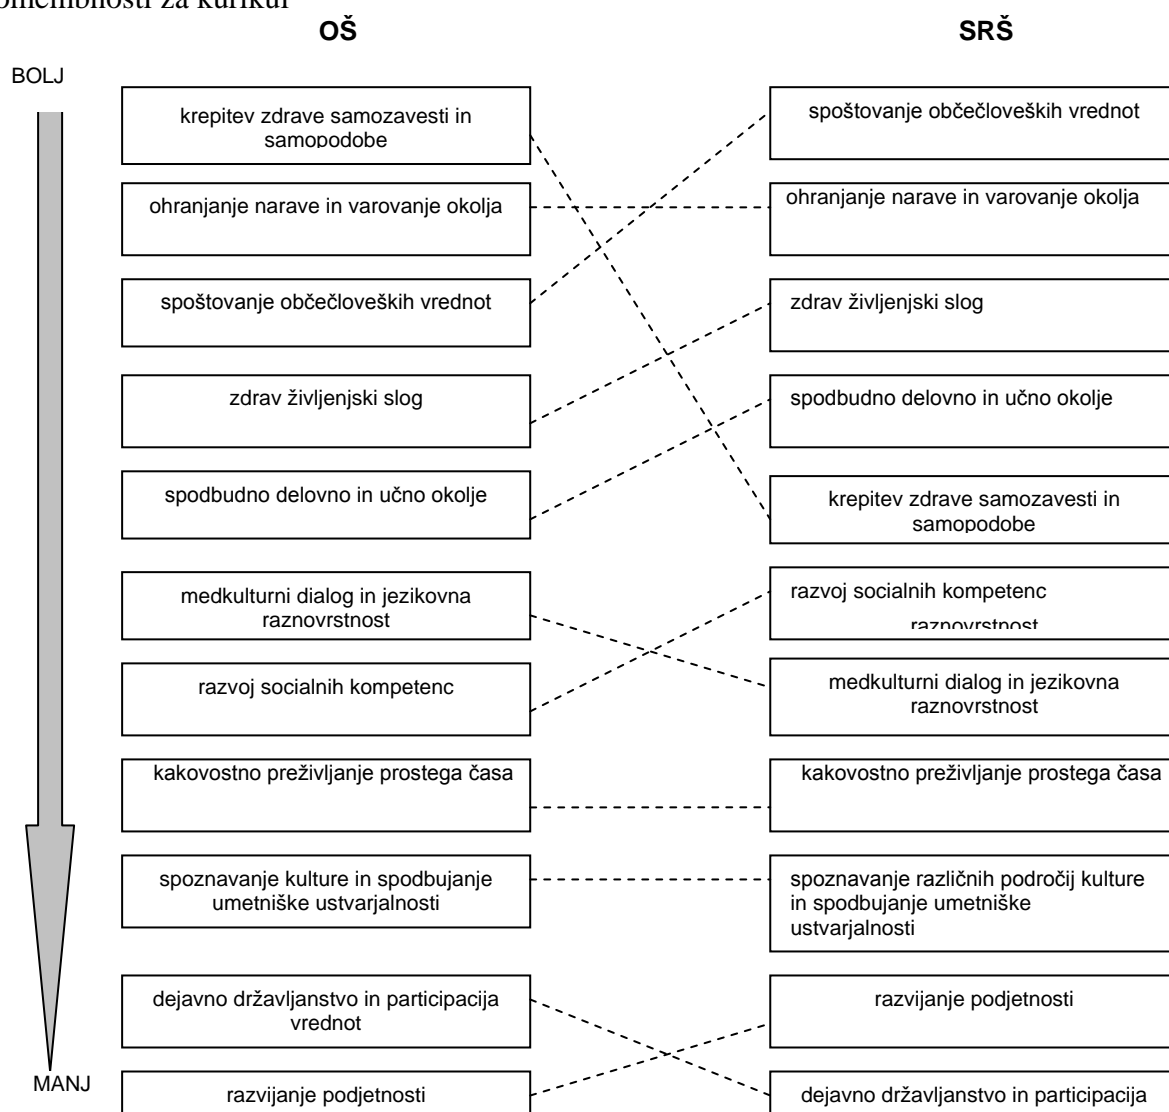 pomembnosti za kurikul
OŠ
SRŠ
BOLJ
krepitev zdrave samozavesti in
samopodobe
ohranjanje narave in varovanje okolja
spoštovanje občečloveških vrednot
zdrav življenjski slog
spodbudno delovno in učno okolje
medkulturni dialog in jezikovna
raznovrstnost
razvoj socialnih kompetenc
kakovostno preživljanje prostega časa
spoznavanje kulture in spodbujanje
umetniške ustvarjalnosti
dejavno državljanstvo in participacija
vrednot
razvijanje podjetnosti
MANJ
spoštovanje občečloveških vrednot
ohranjanje narave in varovanje okolja
zdrav življenjski slog
spodbudno delovno in učno okolje
krepitev zdrave samozavesti in
samopodobe
razvoj socialnih kompetenc
raznovrstnost
medkulturni dialog in jezikovna
raznovrstnost
kakovostno preživljanje prostega časa
spoznavanje različnih področij kulture
in spodbujanje umetniške
ustvarjalnosti
razvijanje podjetnosti
dejavno državljanstvo in participacija